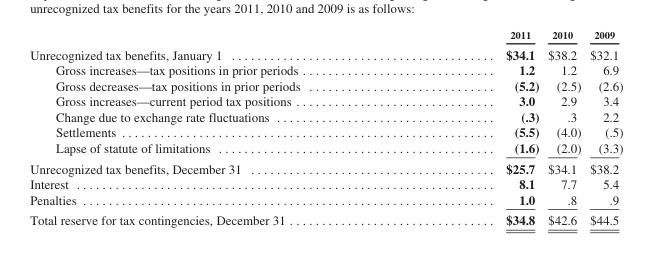 unrecognized tax benefits for the years 2011, 2010 and 2009 is as follows:
2011 2010 2009
Unrecognized tax benefits, January 1 $34.1 $38.2 $32.1
Gross increases—tax positions in prior periods 1.2 1.2 6.9
Gross decreases—tax positions in prior periods (5.2) (2.5) (2.6)
Gross increases—current period tax positions 3.0 2.9 3.4
Change due to exchange rate fluctuations (.3) .3 2.2
Settlements (5.5) (4.0) (.5)
Lapse of statute of limitations (1.6) (2.0) (3.3)
Unrecognized tax benefits, December 31 $25.7 $34.1 $38.2
Interest 8.1 7.7 5.4
Penalties 1.0 .8 .9
Total reserve for tax contingencies, December 31 $34.8 $42.6 $44.5